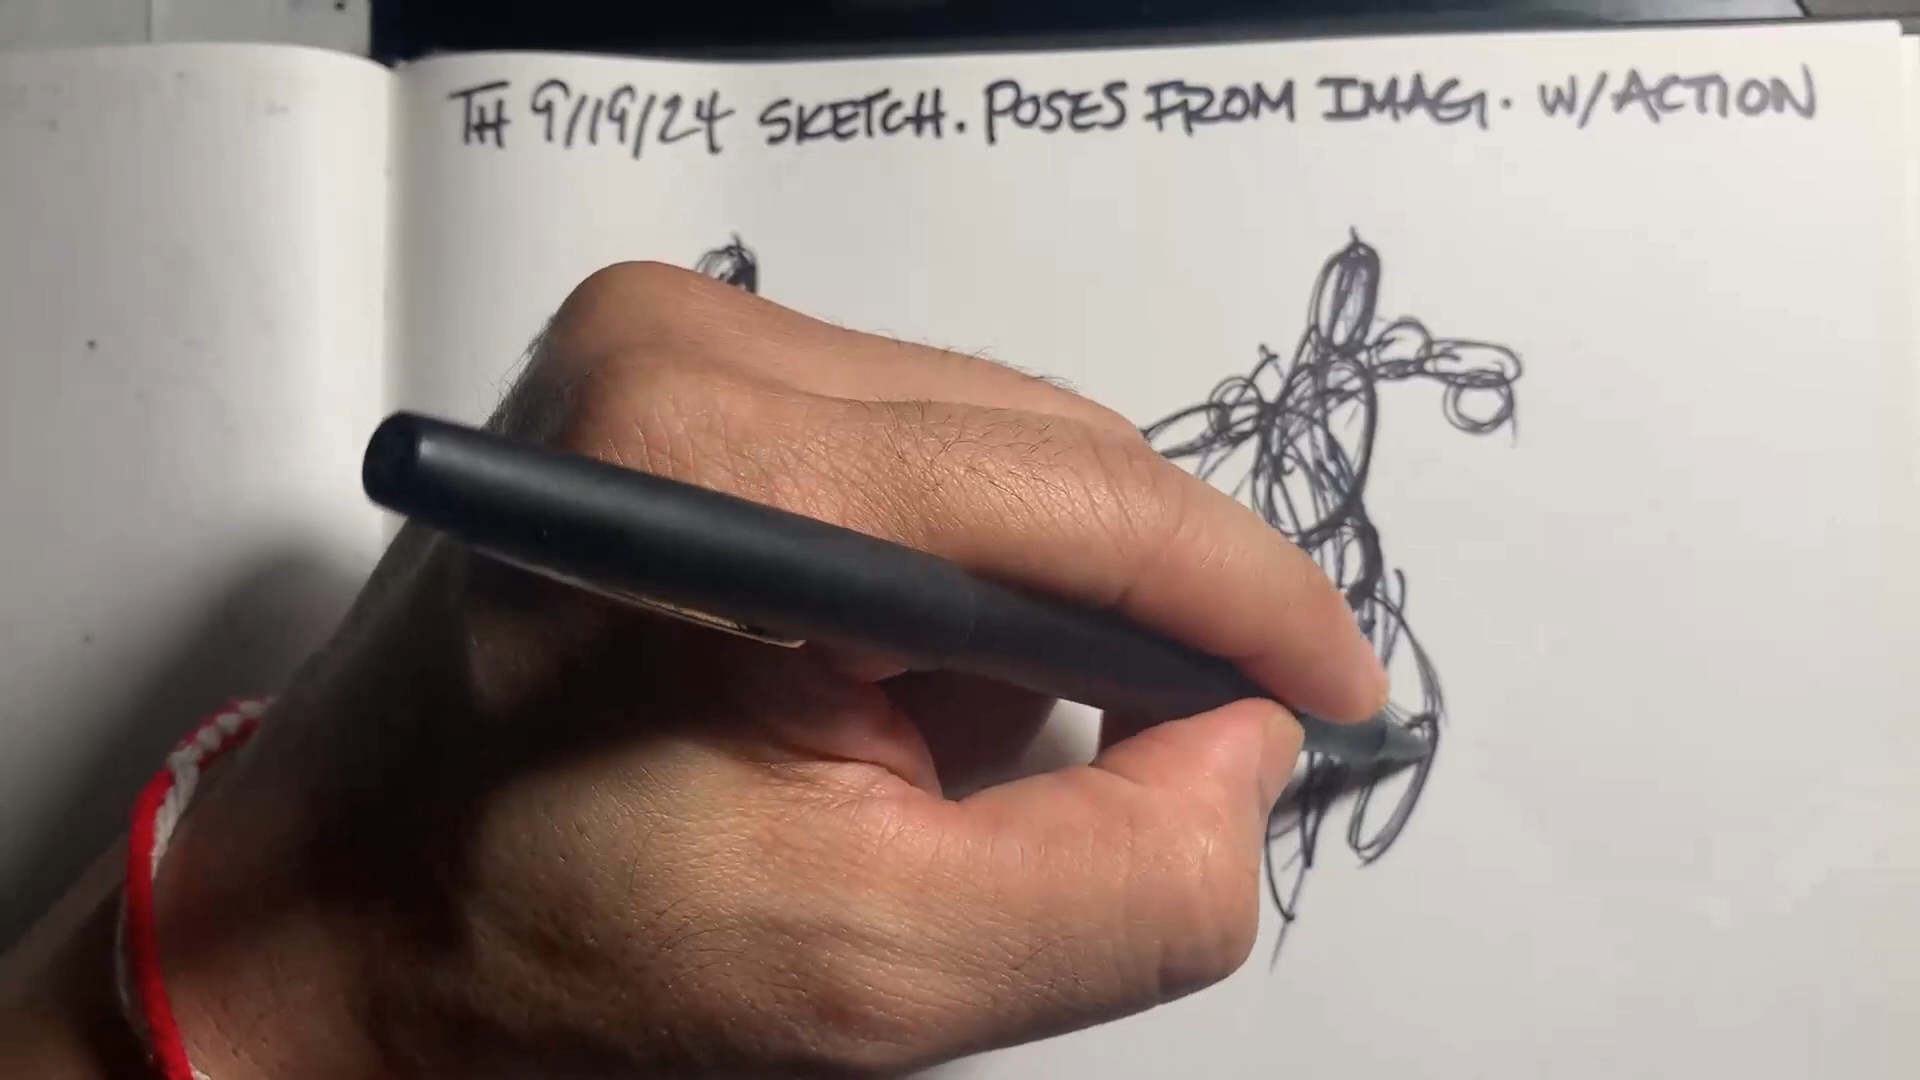 TH 9/19/24 SKETCH. POSES FROM IMAG. W/ACTION